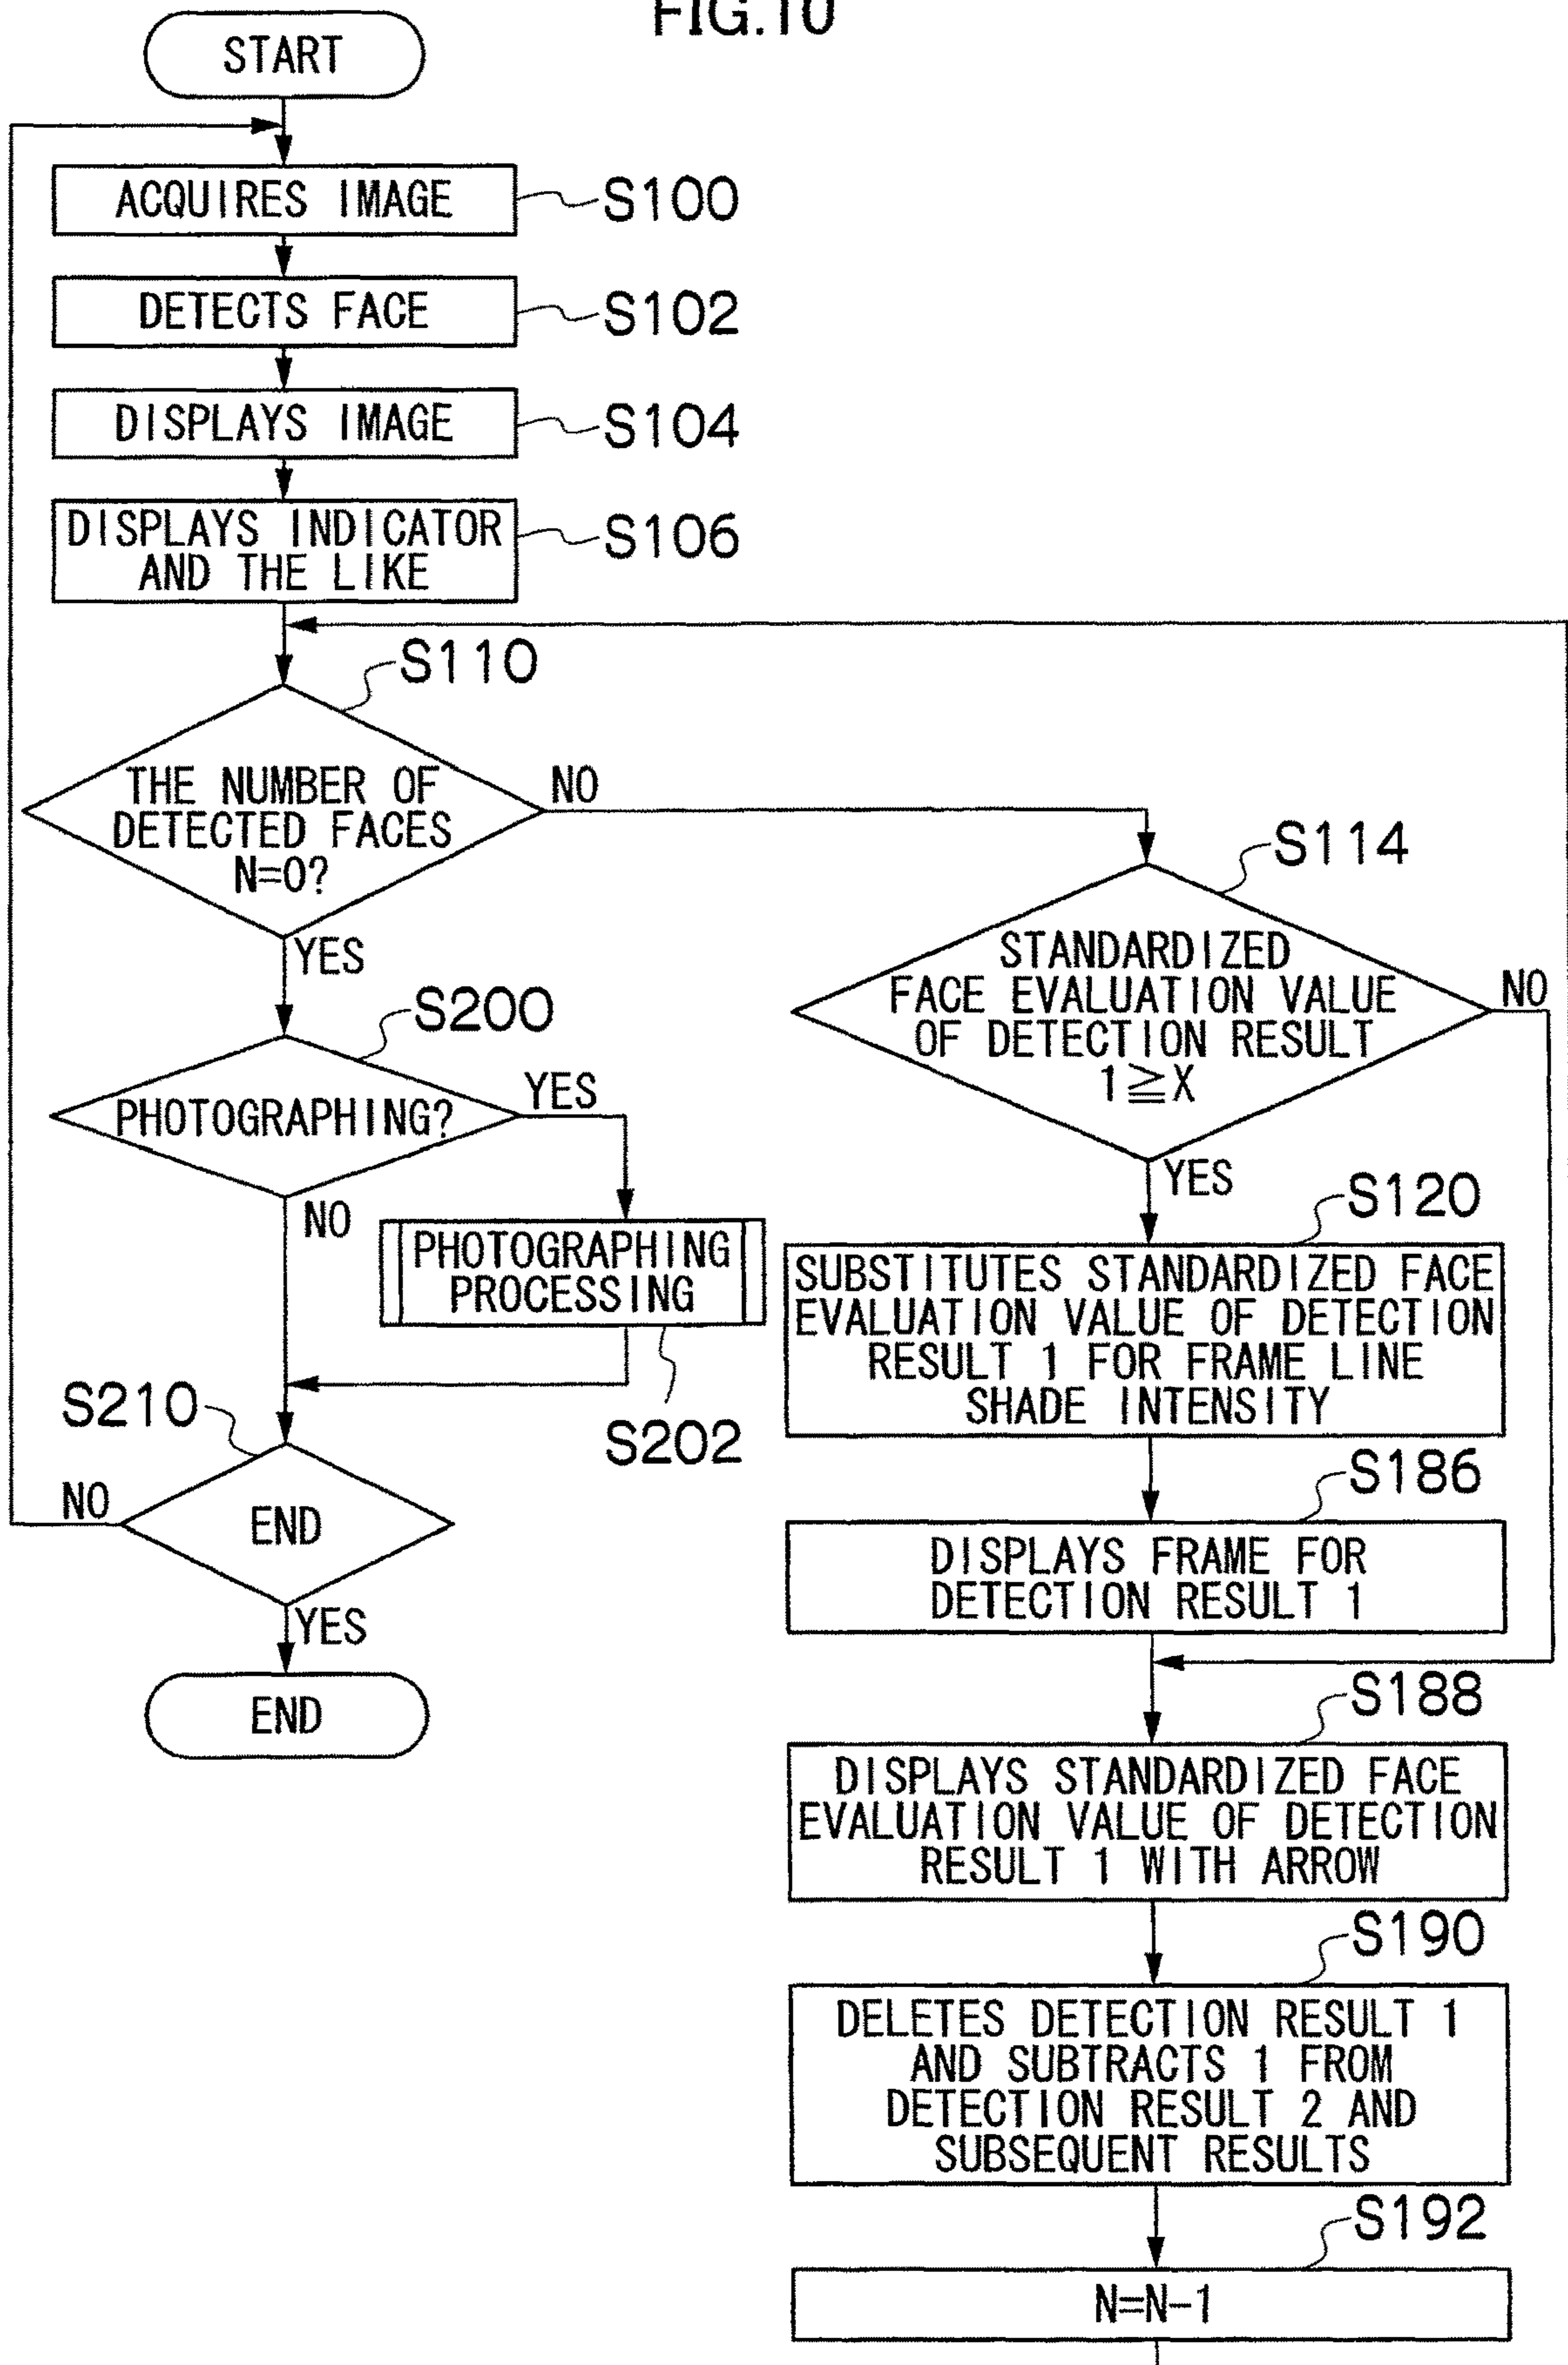 FIG.10
START
ACQUIRES IMAGE
S100
DETECTS FACE
S102
DISPLAYS IMAGE
S104
DISPLAYS INDICATOR
AND THE LIKE
S106
S110
THE NUMBER OF
DETECTED FACES
N=0?
NO
YES
S200
PHOTOGRAPHING?
YES
NO
PHOTOGRAPHING
PROCESSING
S202
S210
END
NO
YES
END
S114
STANDARDIZED
FACE EVALUATION VALUE
OF DETECTION RESULT
1≧X
NO
YES
S120
SUBSTITUTES STANDARDIZED FACE
EVALUATION VALUE OF DETECTION
RESULT 1 FOR FRAME LINE
SHADE INTENSITY
S186
DISPLAYS FRAME FOR
DETECTION RESULT 1
S188
DISPLAYS STANDARDIZED FACE
EVALUATION VALUE OF DETECTION
RESULT 1 WITH ARROW
S190
DELETES DETECTION RESULT 1
AND SUBTRACTS 1 FROM
DETECTION RESULT 2 AND
SUBSEQUENT RESULTS
S192
N=N-1